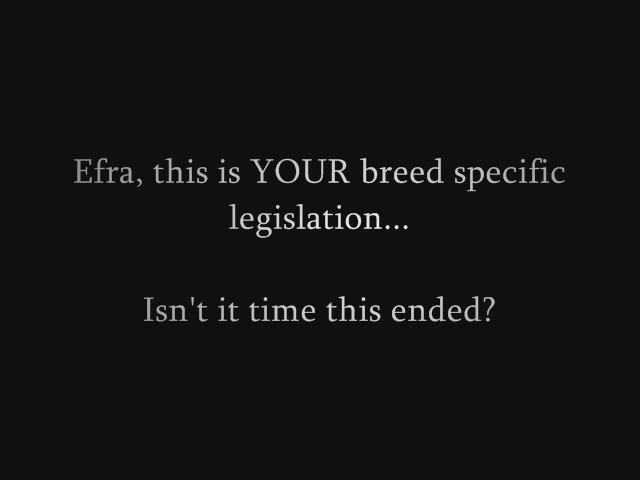 Efra, this is YOUR breed specific
legislation...
Isn't it time this ended?